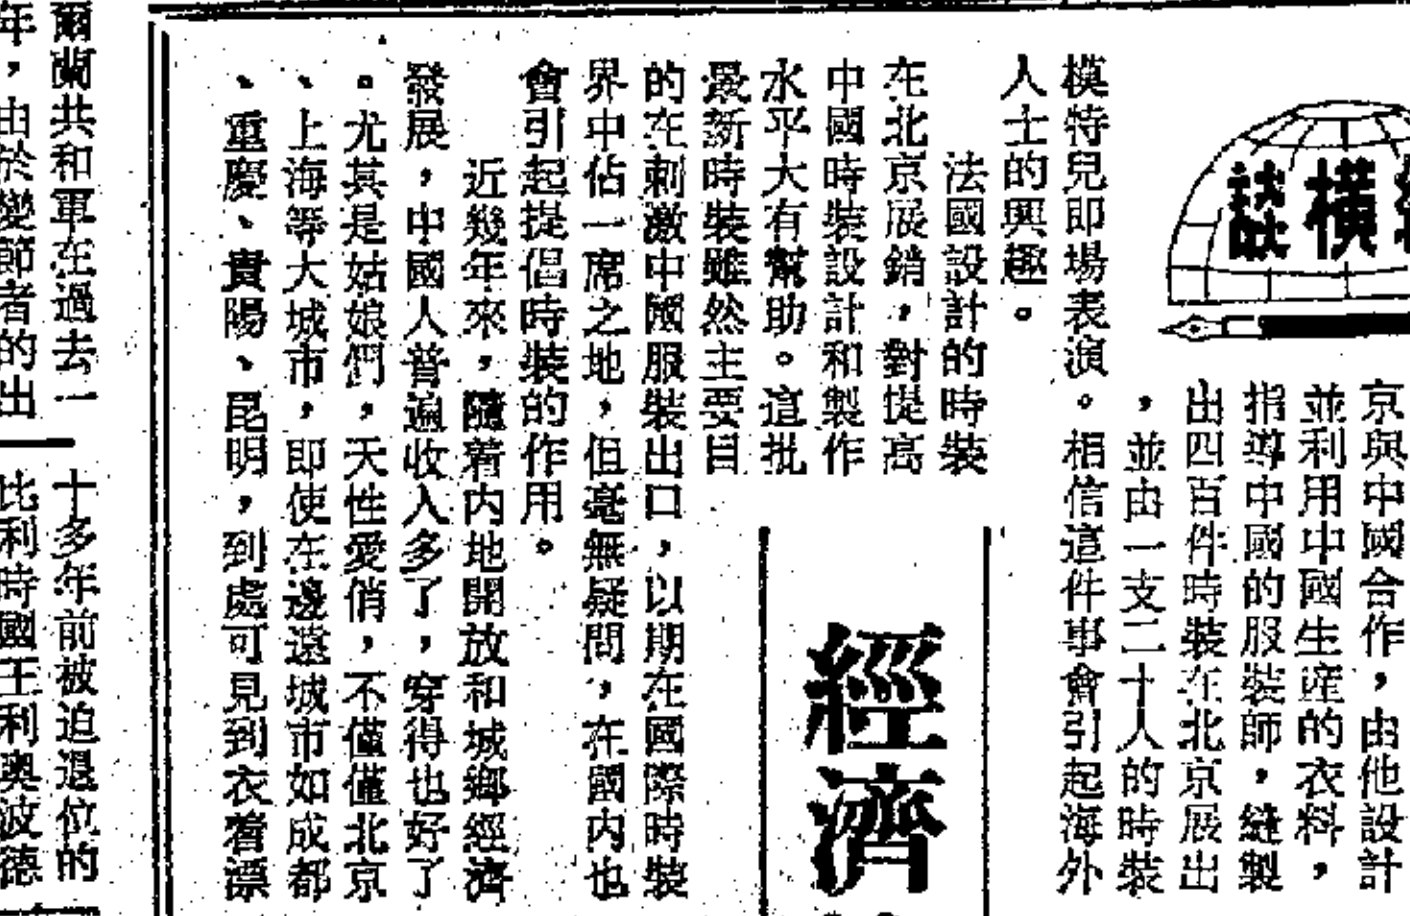 橫談
京與中國合作，由他設計
並利用中國生產的衣料，
指導中國的服裝師，縫製
出四百件時裝在北京展出
，並由一支二十人的時裝
模特兒即場表演。相信這件事會引起海外
人士的興趣。
法國設計的時裝
在北京展銷，對提高
中國時裝設計和製作
水平大有幫助。這批
最新時裝雖然主要目
的在刺激中國服裝出口，以期在國際時裝
界中佔一席之地，但毫無疑問，在國內也
會引起提倡時裝的作用。
近幾年來，隨着内地開放和城鄉經濟
發展，中國人普遍收入多了，穿得也好了
。尤其是姑娘們，天性愛俏，不僅僅北京
、上海等大城市，即使在邊遠城市如成都
、重慶、貴陽、昆明，到處可見到衣着漂
經濟
爾蘭共和軍在過去一
年，由於變節者的出
十多年前被迫退位的
比利時國王利奧波德